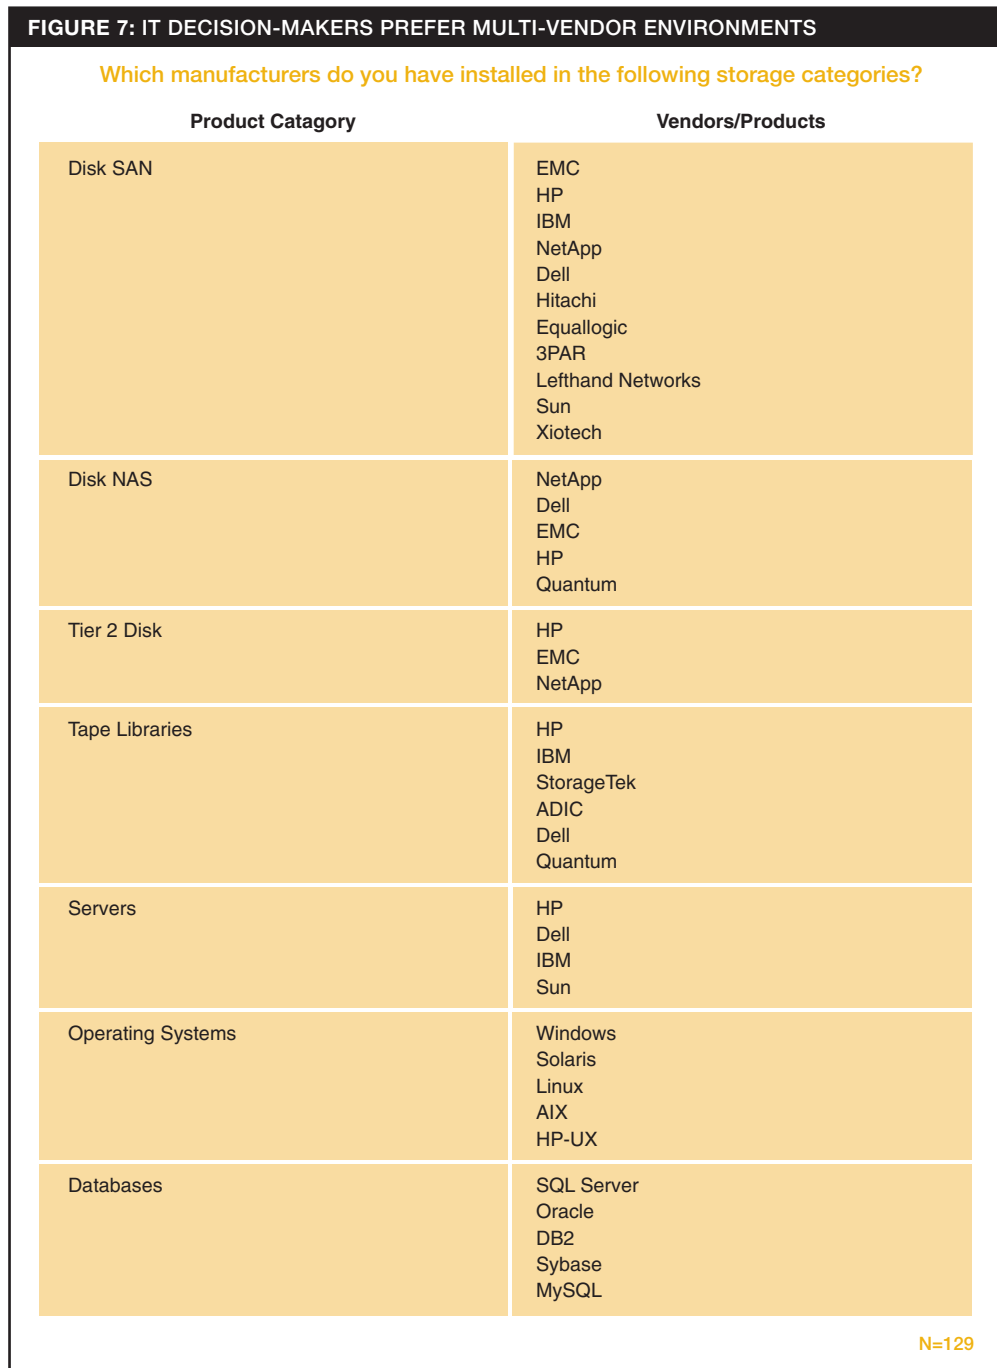 FIGURE 7: IT DECISION-MAKERS PREFER MULTI-VENDOR ENVIRONMENTS
Which manufacturers do you have installed in the following storage categories?
Product Catagory Vendors/Products
Disk SAN EMC
HP
IBM
NetApp
Dell
Hitachi
Equallogic
3PAR
Lefthand Networks
Sun
Xiotech
Disk NAS NetApp
Dell
EMC
HP
Quantum
Tier 2 Disk HP
EMC
NetApp
Tape Libraries HP
IBM
StorageTek
ADIC
Dell
Quantum
Servers HP
Dell
IBM
Sun
Operating Systems Windows
Solaris
Linux
AIX
HP-UX
Databases SQL Server
Oracle
DB2
Sybase
MySQL
N=129